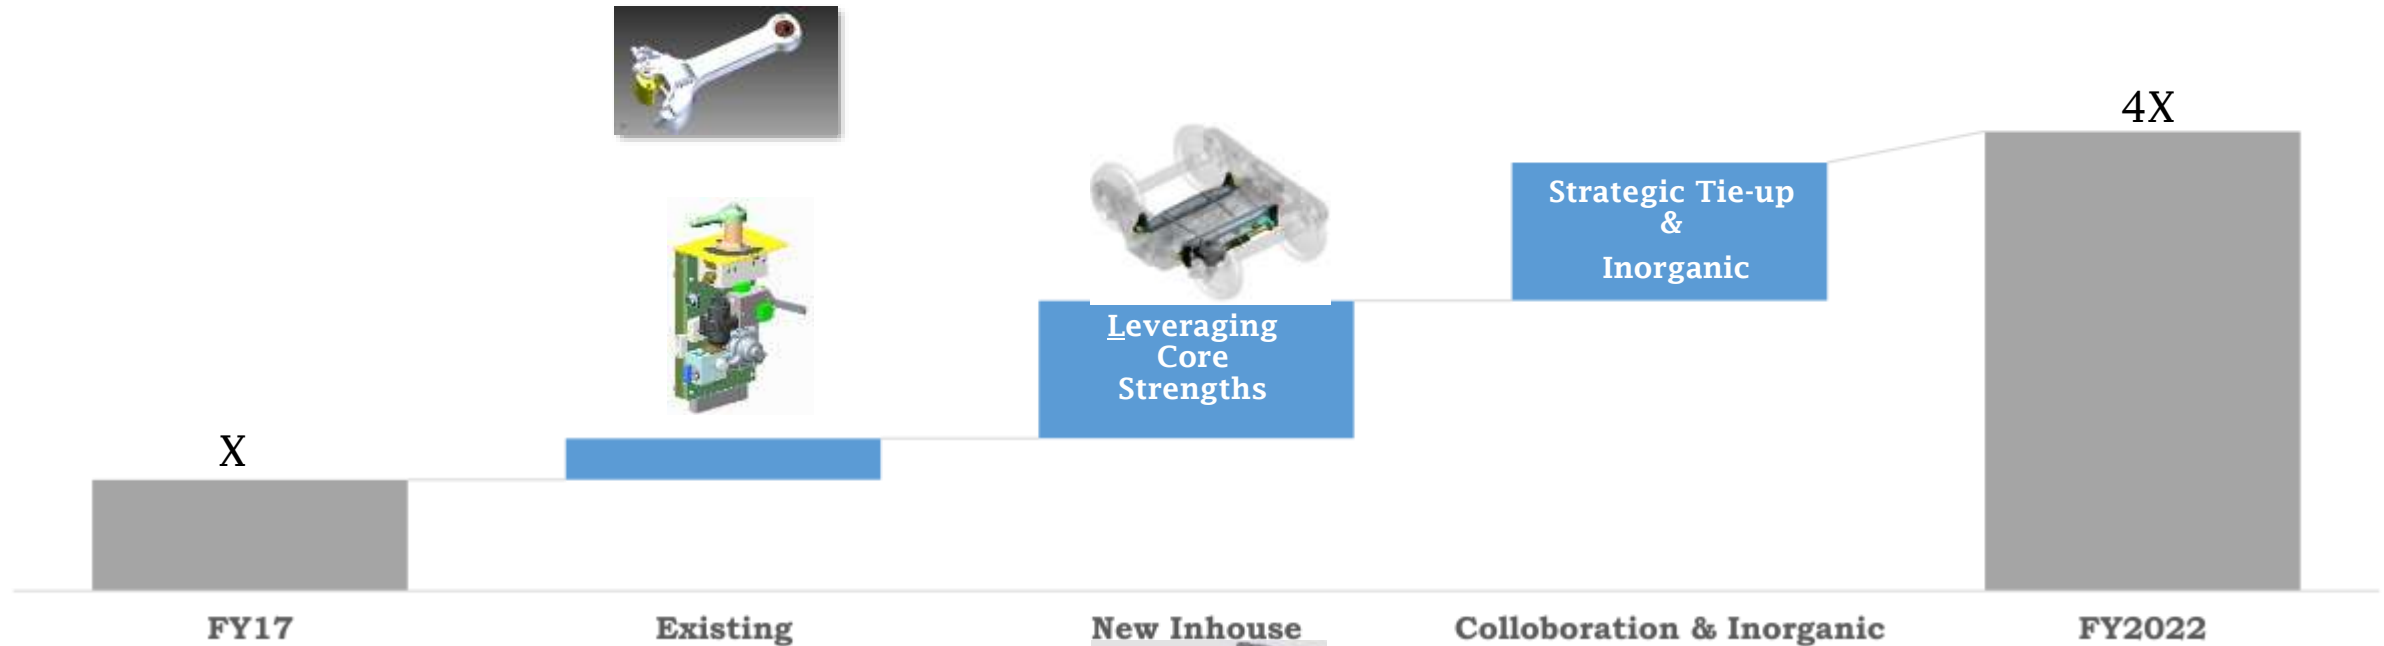 4X
Strategic Tie-up
&
Inorganic
Leveraging
Core
Strengths
X
FY17
Existing
New Inhouse
Colloboration & Inorganic
FY2022